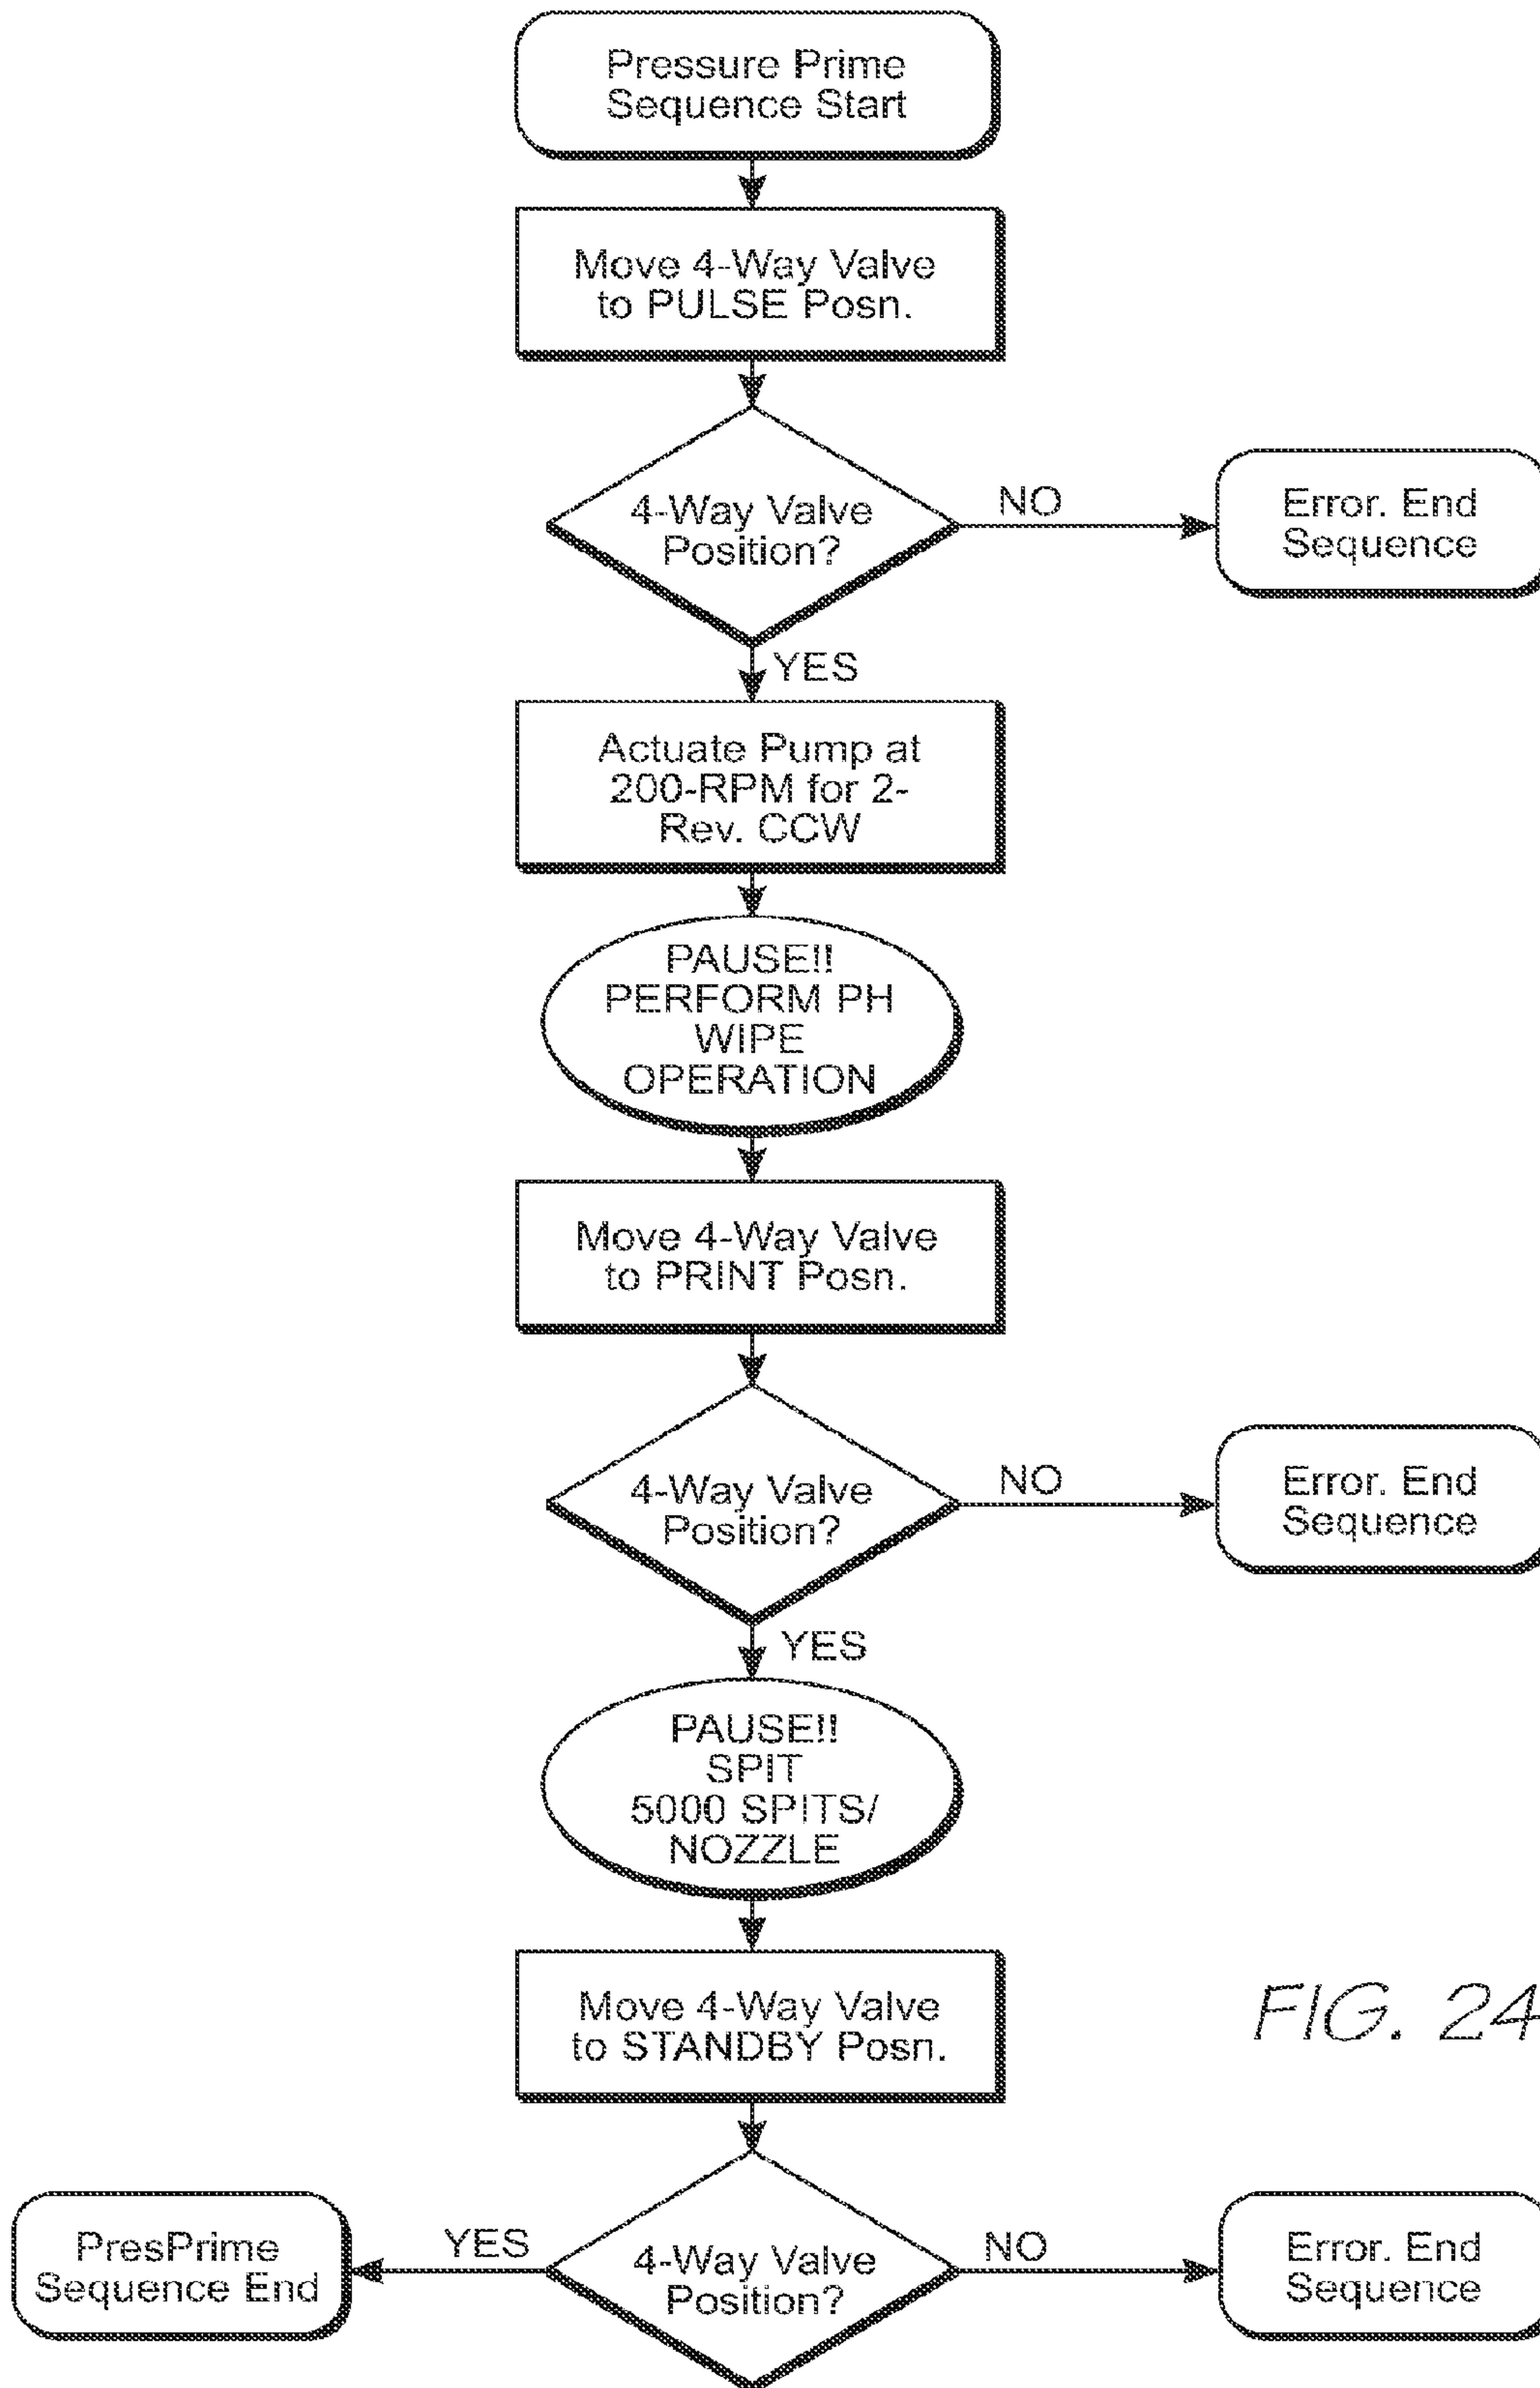 Pressure Prime
Sequence Start
Move 4-Way Valve
to PULSE Posn.
4-Way Valve
Position?
NO
Error. End
Sequence
YES
Actuate Pump at
200-RPM for 2-
Rev. CCW
PAUSE!!
PERFORM PH
WIPE
OPERATION
Move 4-Way Valve
to PRINT Posn.
4-Way Valve
Position?
NO
Error. End
Sequence
YES
PAUSE!!
SPIT
5000 SPITS/
NOZZLE
Move 4-Way Valve
to STANDBY Posn.
FIG. 24
PresPrime
Sequence End
YES
4-Way Valve
Position?
NO
Error. End
Sequence